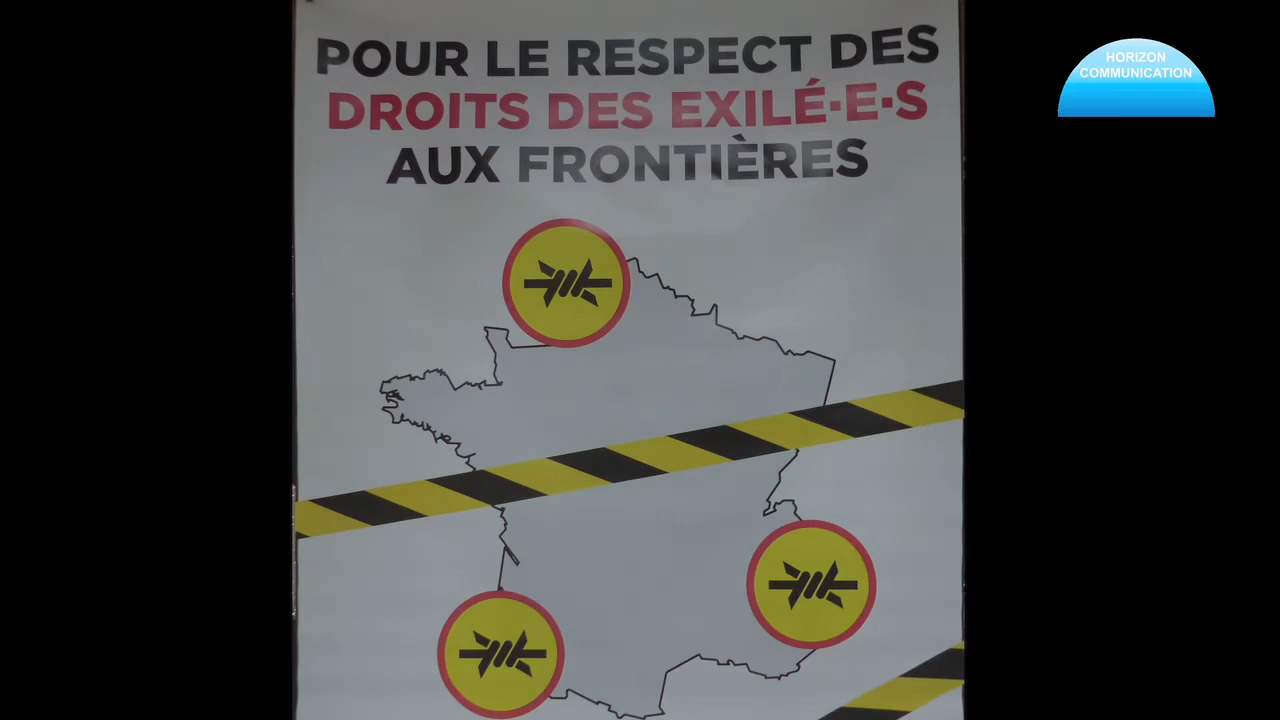 POUR LE RESPECT DES
DROITS DES EXILÉ·E·S
AUX FRONTIÈRES
HORIZON
COMMUNICATION